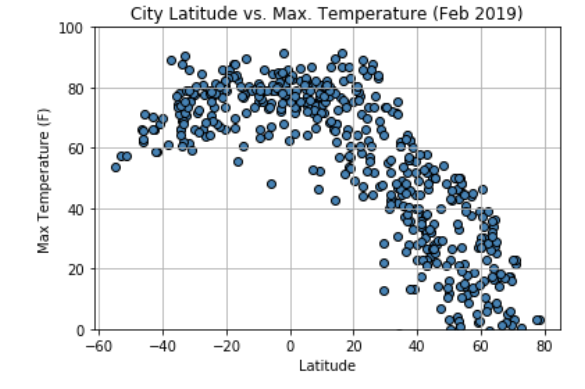 City Latitude vs. Max. Temperature (Feb 2019)
100
80
60
40
20
0
Max Temperature (F)
−60 −40 −20 0 20 40 60 80
Latitude